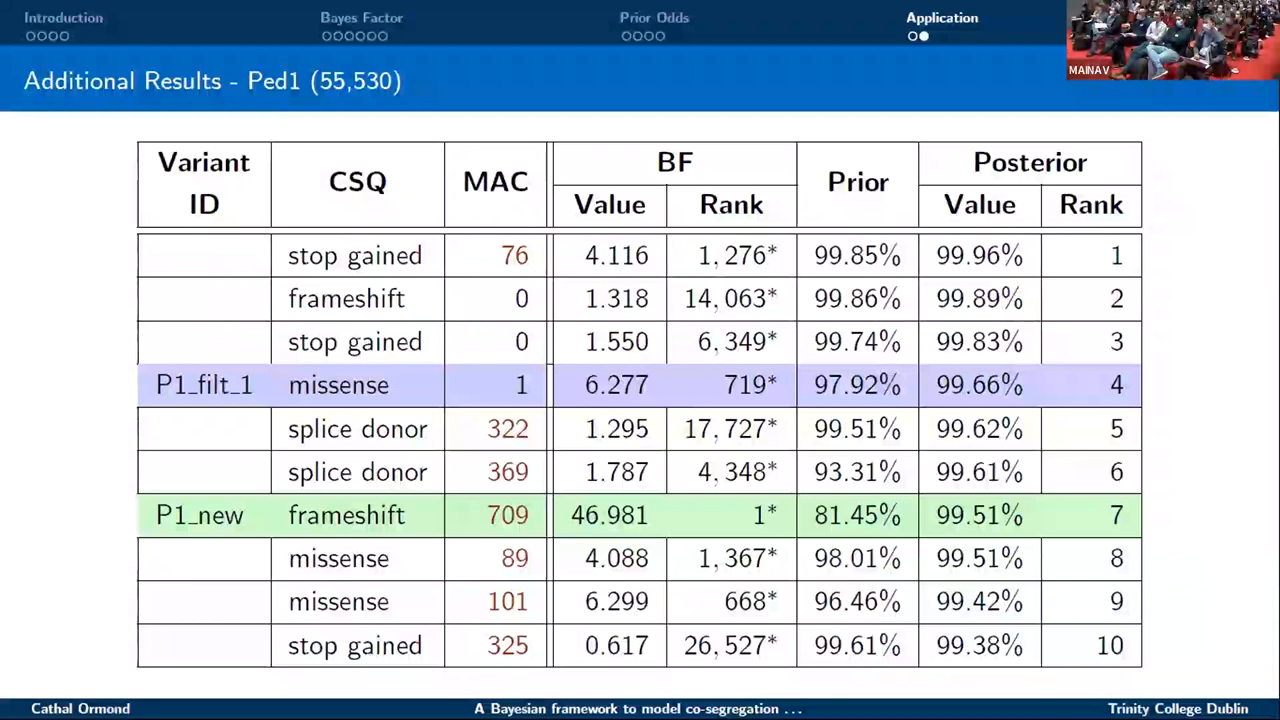 Introduction
Bayes Factor
Prior Odds
Application
MAINAV
Additional Results - Ped1 (55,530)
Variant ID CSQ MAC BF Prior Posterior
Value Rank Value Rank
stop gained 76 4.116 1,276* 99.85% 99.96% 1
frameshift 0 1.318 14,063* 99.86% 99.89% 2
stop gained 0 1.550 6,349* 99.74% 99.83% 3
P1_filt_1 missense 1 6.277 719* 97.92% 99.66% 4
splice donor 322 1.295 17,727* 99.51% 99.62% 5
splice donor 369 1.787 4,348* 93.31% 99.61% 6
P1_new frameshift 709 46.981 1* 81.45% 99.51% 7
missense 89 4.088 1,367* 98.01% 99.51% 8
missense 101 6.299 668* 96.46% 99.42% 9
stop gained 325 0.617 26,527* 99.61% 99.38% 10
Cathal Ormond
A Bayesian framework to model co-segregation ...
Trinity College Dublin